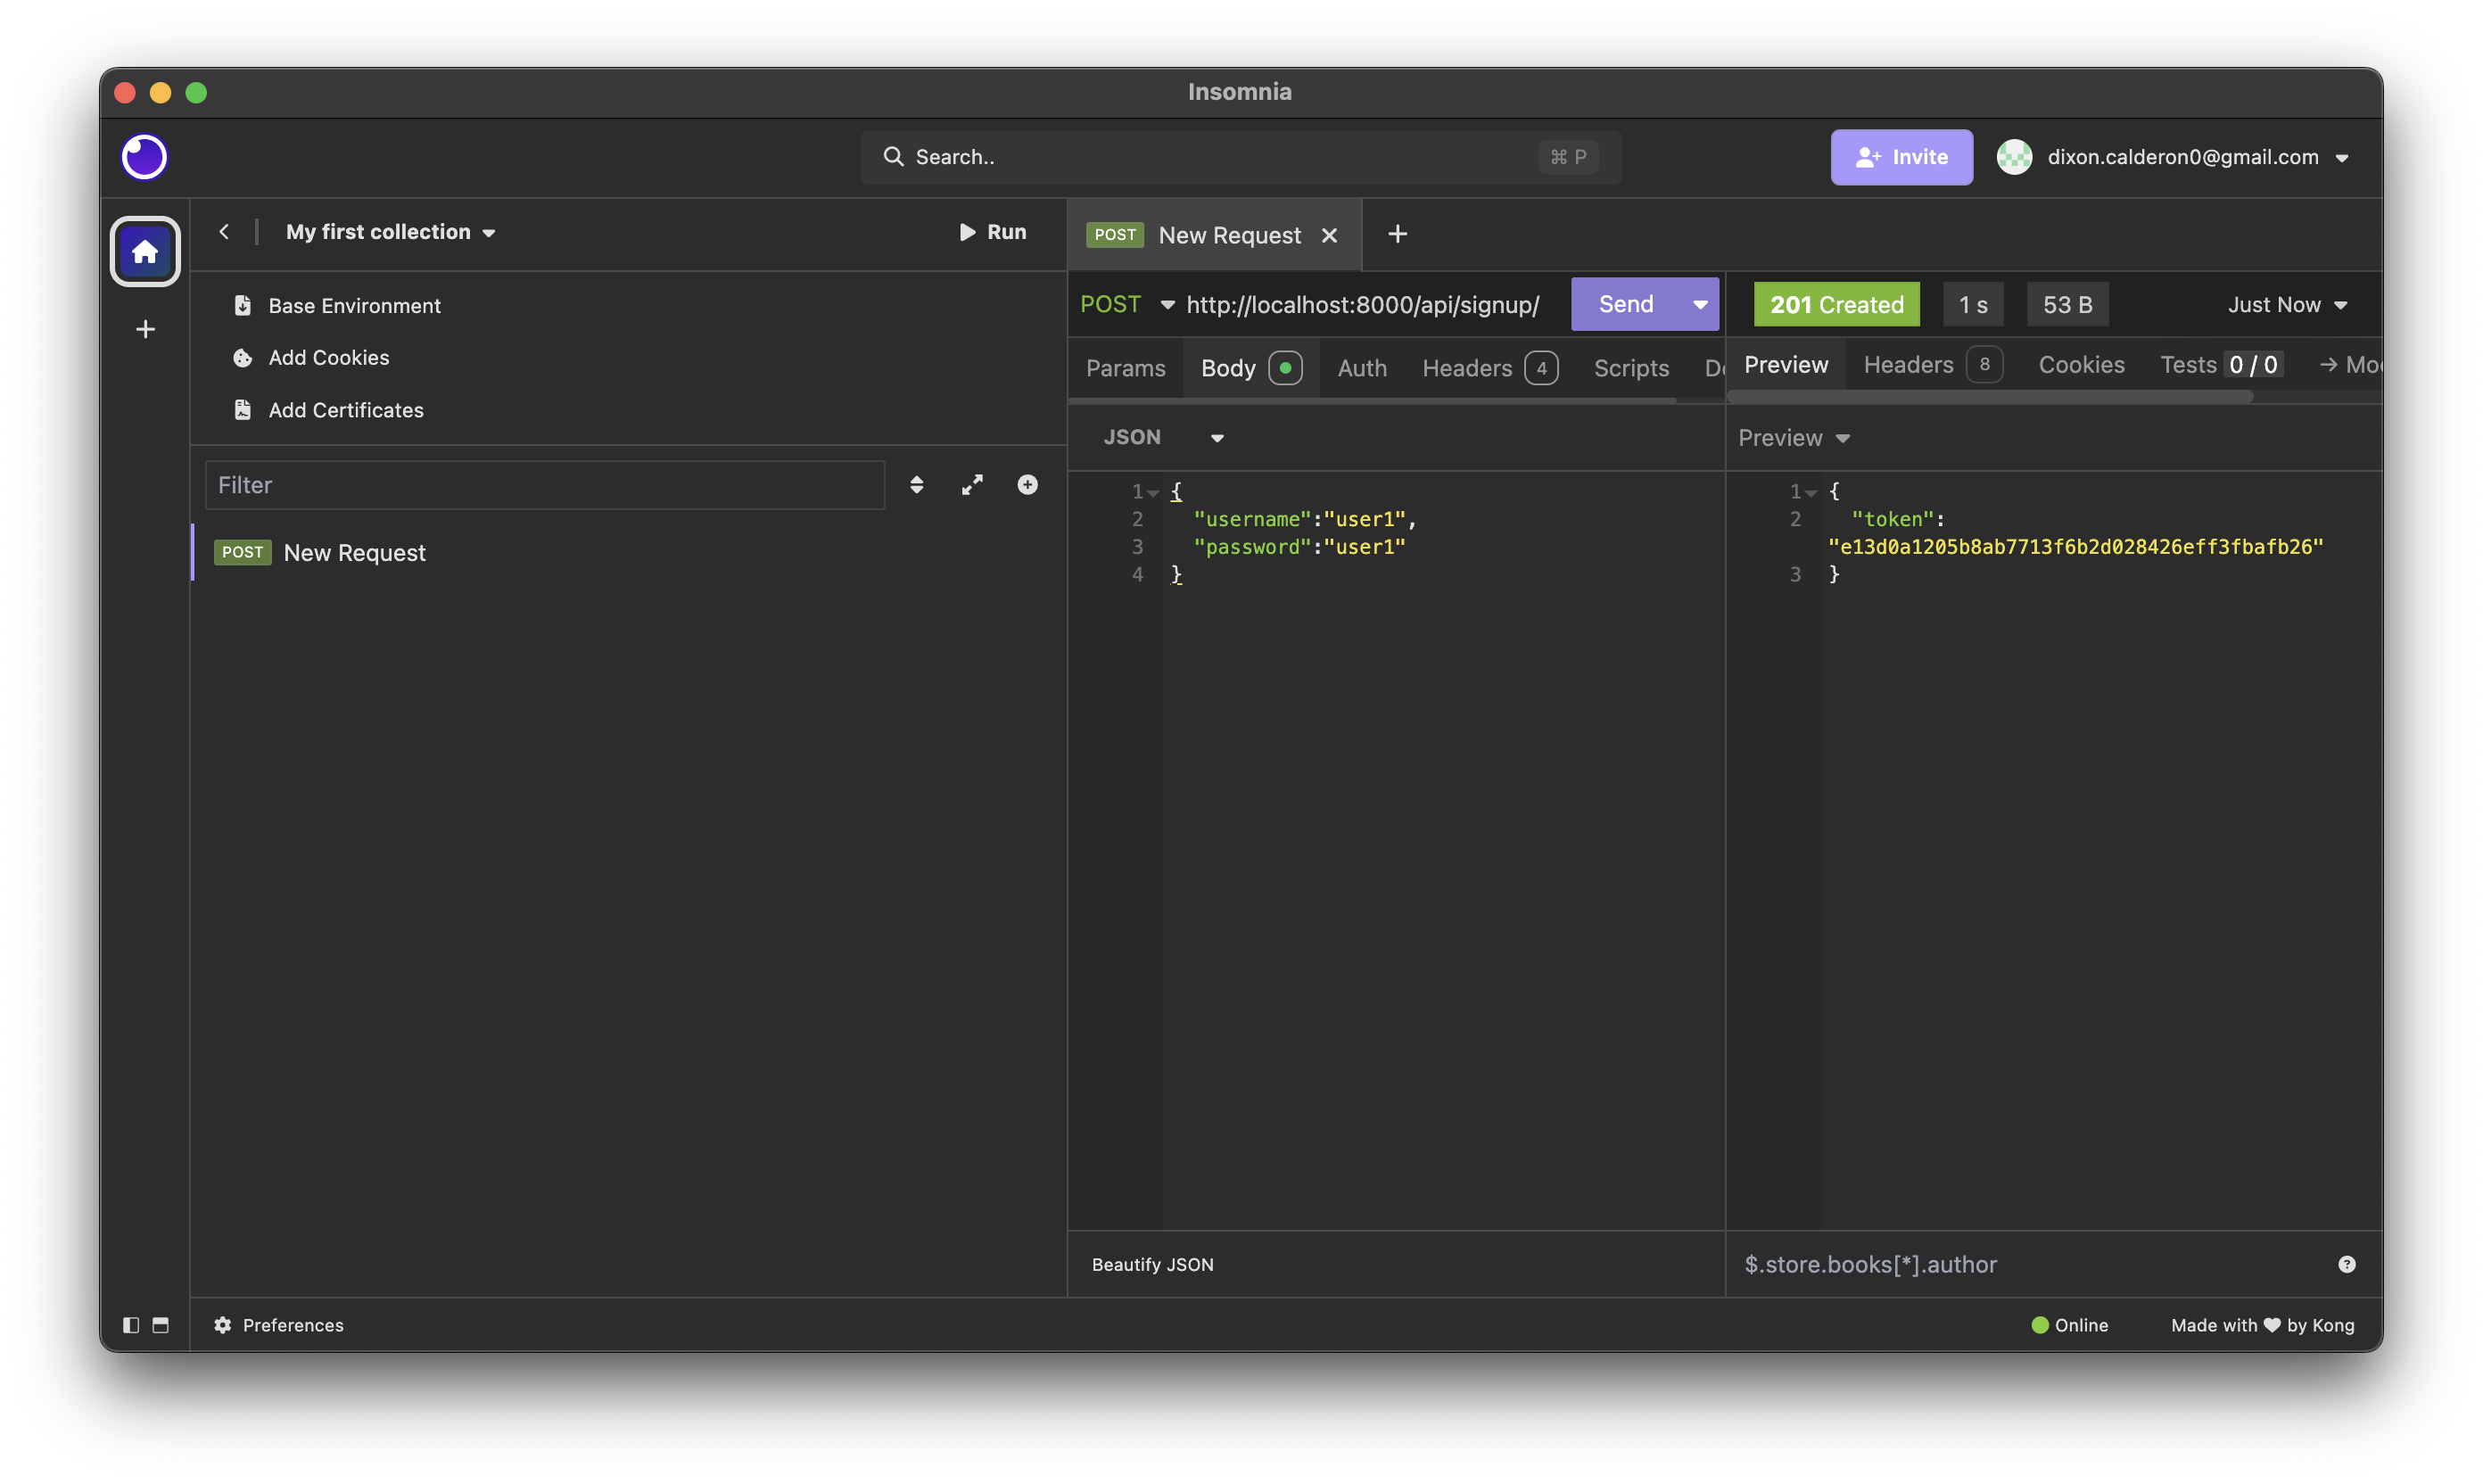 Insomnia
Search..
⌘ P
Invite
dixon.calderon0@gmail.com
My first collection
Run
POST New Request
Base Environment
Add Cookies
Add Certificates
Filter
POST New Request
POST http://localhost:8000/api/signup/ Send
Params Body Auth Headers 4 Scripts
JSON
1 {
2 "username":"user1",
3 "password":"user1"
4 }
Beautify JSON
201 Created 1 s 53 B Just Now
Preview Headers 8 Cookies Tests 0 / 0
Preview
1 {
2 "token":
"e13d0a1205b8ab7713f6b2d028426eff3fbafb26"
3 }
$.store.books[*].author
Preferences
Online
Made with ♥ by Kong